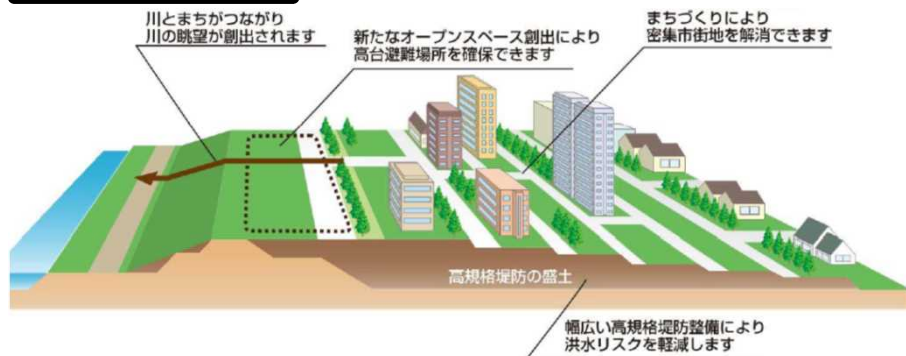 川とまちがつながり
川の眺望が創出されます
新たなオープンスペース創出により
高台避難場所を確保できます
まちづくりにより
密集市街地を解消できます
高規格堤防の盛土
幅広い高規格堤防整備により
洪水リスクを軽減します